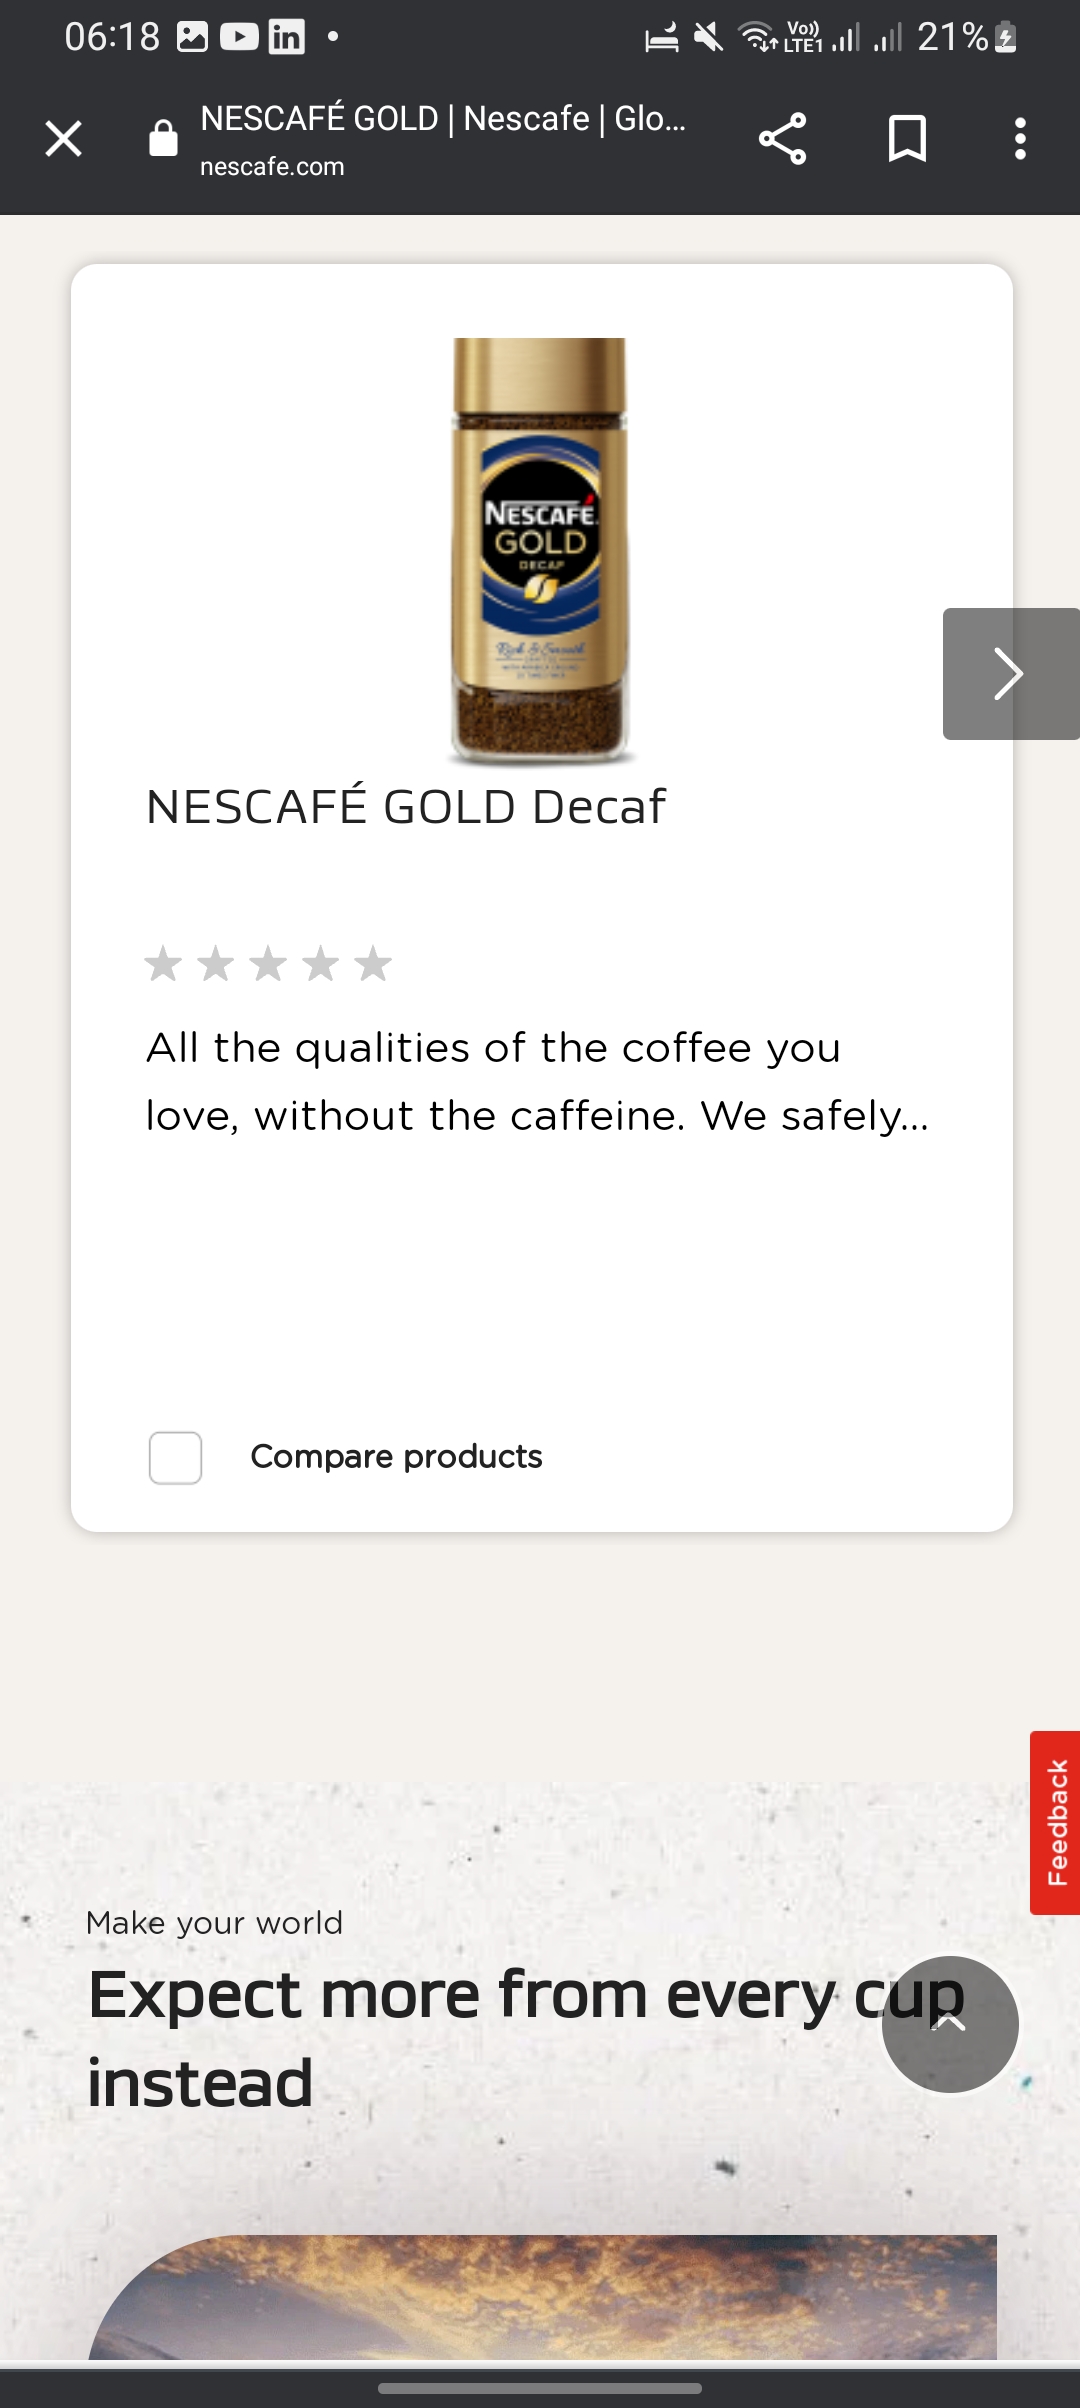 06:18
Vo))
LTE1
21%
NESCAFÉ GOLD | Nescafe | Glo...
nescafe.com
NESCAFÉ
GOLD
DECAF
Rich & Smooth
NESCAFÉ GOLD Decaf
All the qualities of the coffee you
love, without the caffeine. We safely...
Compare products
Feedback
Make your world
Expect more from every cup
instead